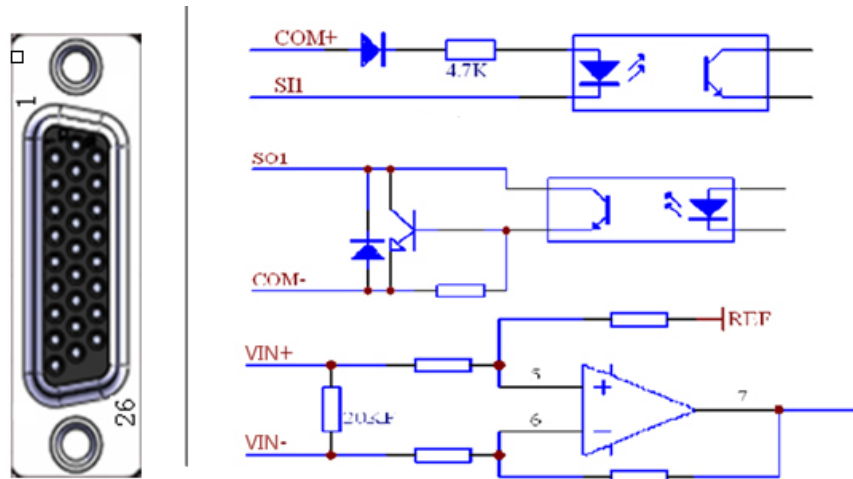 1
26
COM+
4.7K
SI1
SO1
COM-
VIN+
REF
5
+
7
6
-
VIN-